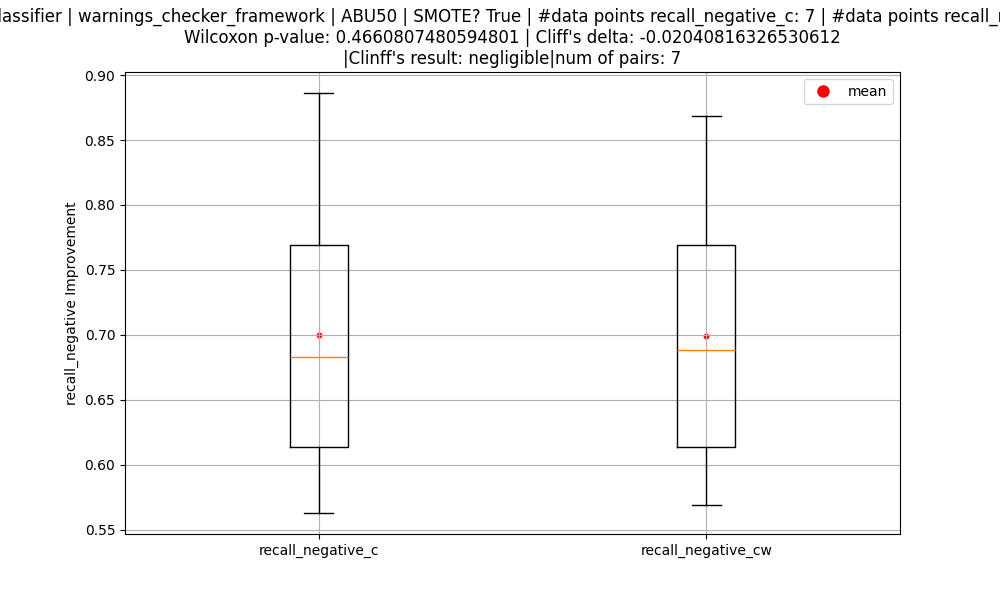 | warnings_checker_framework | ABU50 | SMOTE? True | #data points recall_negative_c: 7 | #data points
Wilcoxon p-value: 0.4660807480594801 | Cliff's delta: -0.02040816326530612
|Clinff's result: negligible|num of pairs: 7
mean
0.90
0.85
0.80
0.75
0.70
0.65
0.60
0.55
recall_negative Improvement
recall_negative_c
recall_negative_cw